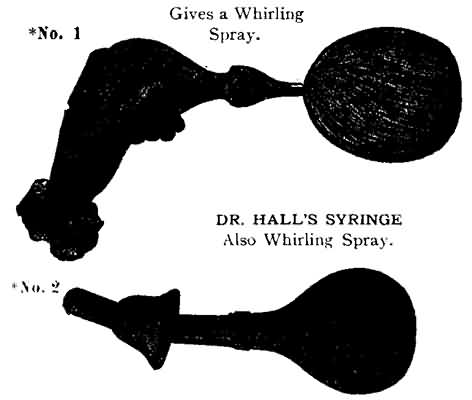 Gives a Whirling
Spray.
*No. 1
DR. HALL'S SYRINGE
Also Whirling Spray.
*No. 2